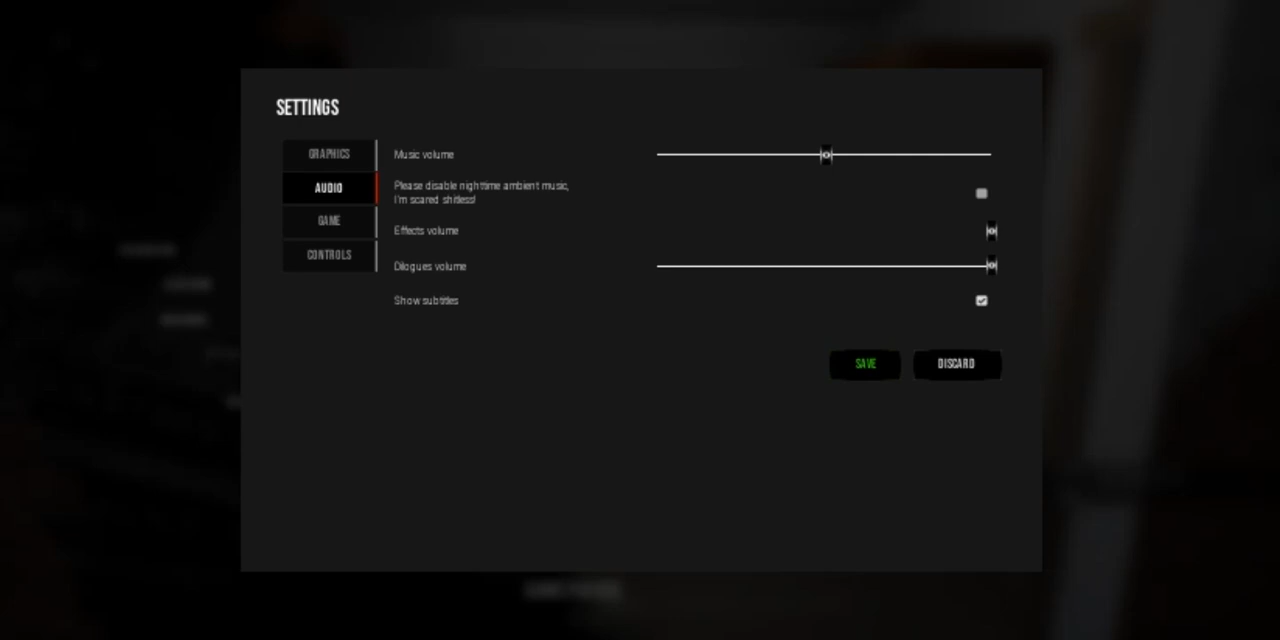 SETTINGS
GRAPHICS
AUDIO
GAME
CONTROLS
Music volume
Please disable nighttime ambient music,
I'm scared shitless!
Effects volume
Dilogues volume
Show subtitles
SAVE
DISCARD